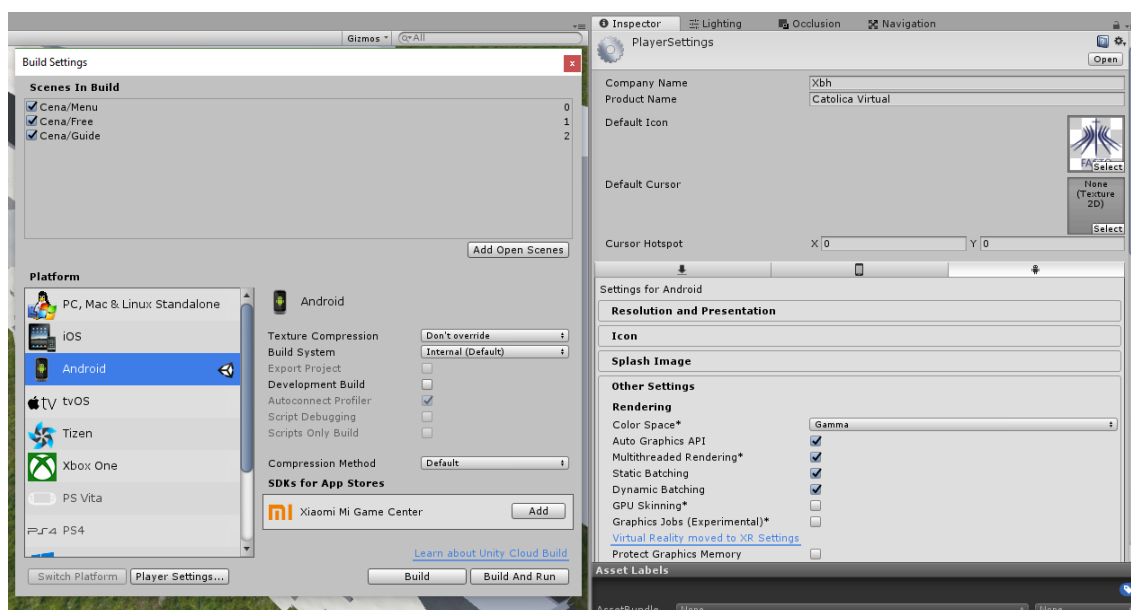 Gizmos
All
Build Settings
x
Scenes In Build
Cena/Menu 0
Cena/Free 1
Cena/Guide 2
Add Open Scenes
Platform
PC, Mac & Linux Standalone
iOS
Android
tv tvOS
Tizen
Xbox One
PS Vita
PS4
Android
Texture Compression Don't override
Build System Internal (Default)
Export Project
Development Build
Autoconnect Profiler
Script Debugging
Scripts Only Build
Compression Method Default
SDKs for App Stores
Xiaomi Mi Game Center Add
Learn about Unity Cloud Build
Switch Platform Player Settings... Build Build And Run
Inspector Lighting Occlusion Navigation
PlayerSettings
Open
Company Name Xbh
Product Name Catolica Virtual
Default Icon
Select
Default Cursor
None
(Texture
2D)
Select
Cursor Hotspot X 0 Y 0
Settings for Android
Resolution and Presentation
Icon
Splash Image
Other Settings
Rendering
Color Space* Gamma
Auto Graphics API
Multithreaded Rendering*
Static Batching
Dynamic Batching
GPU Skinning*
Graphics Jobs (Experimental)*
Virtual Reality moved to XR Settings
Protect Graphics Memory
Asset Labels
AssetBundle None None